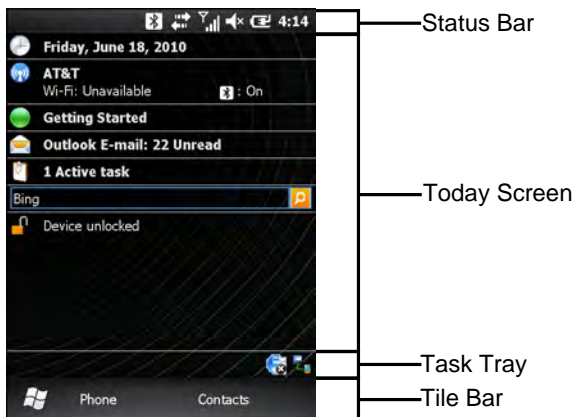 4:14
Status Bar
Friday, June 18, 2010
AT&T
Wi-Fi: Unavailable : On
Getting Started
Outlook E-mail: 22 Unread
1 Active task
Bing
Today Screen
Device unlocked
Task Tray
Phone Contacts
Tile Bar